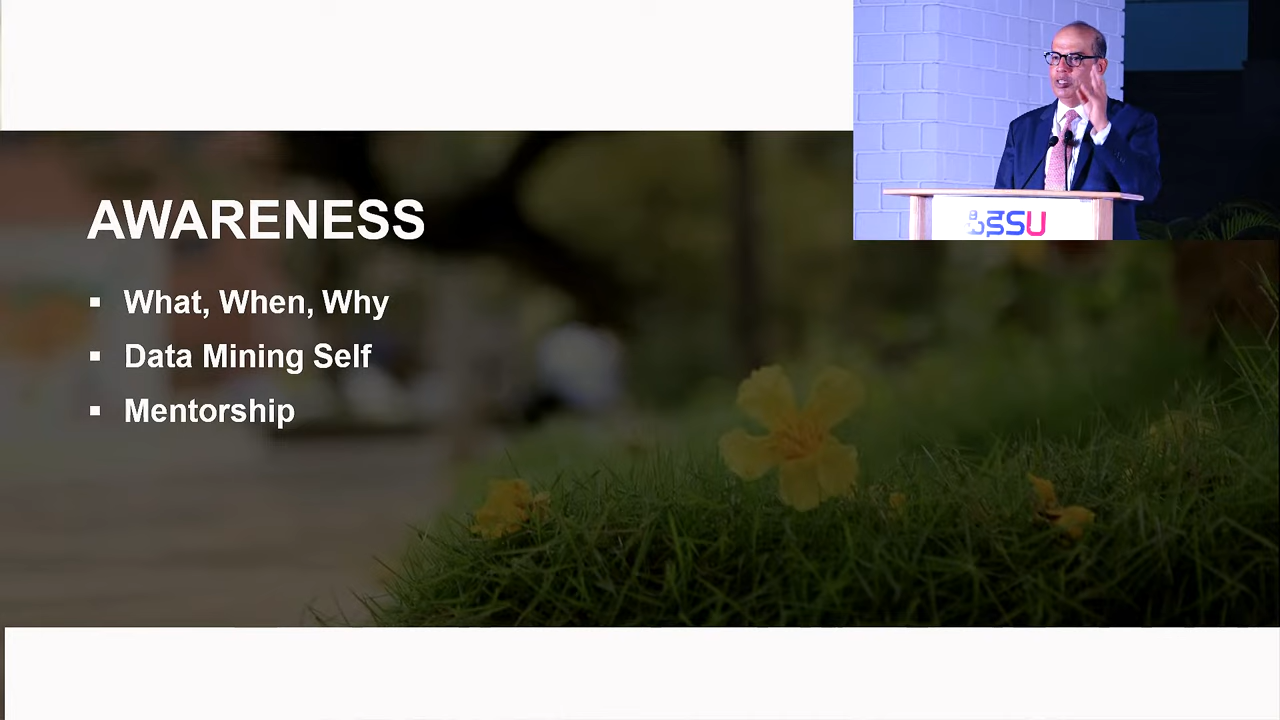 AWARENESS
What, When, Why
Data Mining Self
Mentorship